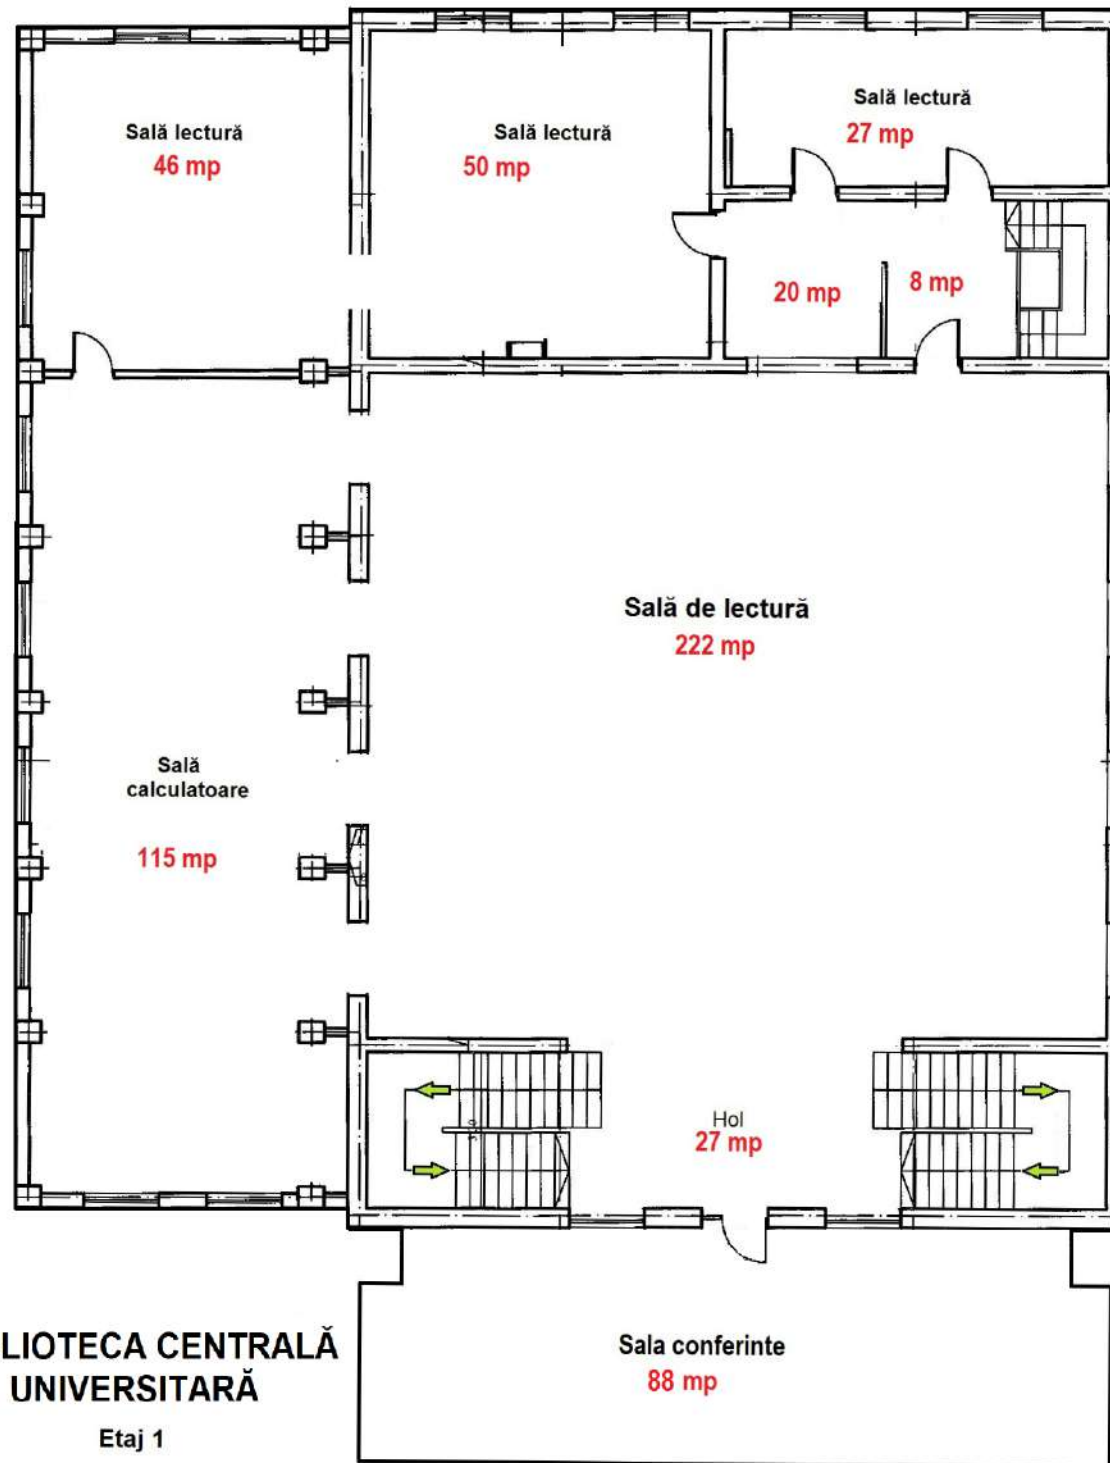 Sală lectură
46 mp
Sală lectură
50 mp
Sală lectură
27 mp
20 mp
8 mp
Sală de lectură
222 mp
Sală
calculatoare
115 mp
Hol
27 mp
Sala conferinte
88 mp
LIOTECA CENTRALĂ
UNIVERSITARĂ
Etaj 1